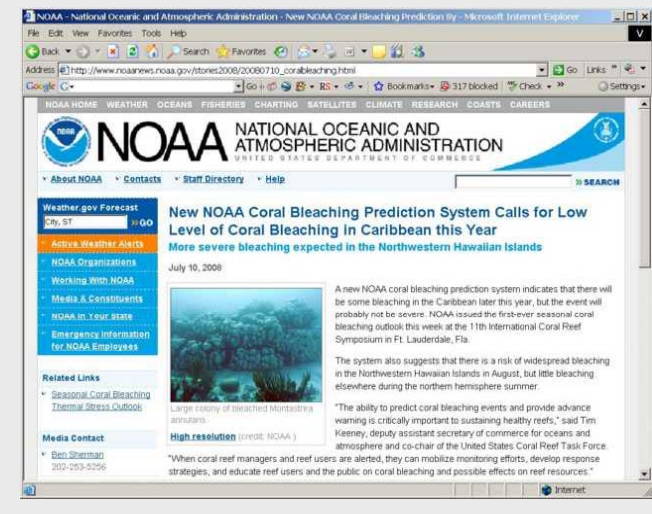 NOAA - National Oceanic and Atmospheric Administration - New NOAA Coral Bleaching Prediction Sy - Microsoft Internet Explorer
File Edit View Favorites Tools Help
Back Search Favorites
Address http://www.noaanews.noaa.gov/stories2008/20080710_coralbleaching.html Go Links »
Google G Go RS Bookmarks 317 blocked Check » Settings
NOAA HOME WEATHER OCEANS FISHERIES CHARTING SATELLITES CLIMATE RESEARCH COASTS CAREERS
NOAA NATIONAL OCEANIC AND
ATMOSPHERIC ADMINISTRATION
UNITED STATES DEPARTMENT OF COMMERCE
About NOAA Contacts Staff Directory Help
» SEARCH
Weather.gov Forecast
City, ST »GO
Active Weather Alerts
NOAA Organizations
Working With NOAA
Media & Constituents
NOAA In Your State
Emergency Information
for NOAA Employees
Related Links
Seasonal Coral Bleaching
Thermal Stress Outlook
Media Contact
Ben Sherman
202-253-5256
New NOAA Coral Bleaching Prediction System Calls for Low
Level of Coral Bleaching in Caribbean this Year
More severe bleaching expected in the Northwestern Hawaiian Islands
July 10, 2008
Large colony of bleached Montastrea
annularis.
High resolution (credit: NOAA )
A new NOAA coral bleaching prediction system indicates that there will
be some bleaching in the Caribbean later this year, but the event will
probably not be severe. NOAA issued the first-ever seasonal coral
bleaching outlook this week at the 11th International Coral Reef
Symposium in Ft. Lauderdale, Fla.
The system also suggests that there is a risk of widespread bleaching
in the Northwestern Hawaiian Islands in August, but little bleaching
elsewhere during the northern hemisphere summer.
"The ability to predict coral bleaching events and provide advance
warning is critically important to sustaining healthy reefs," said Tim
Keeney, deputy assistant secretary of commerce for oceans and
atmosphere and co-chair of the United States Coral Reef Task Force.
"When coral reef managers and reef users are alerted, they can mobilize monitoring efforts, develop response
strategies, and educate reef users and the public on coral bleaching and possible effects on reef resources."
Internet